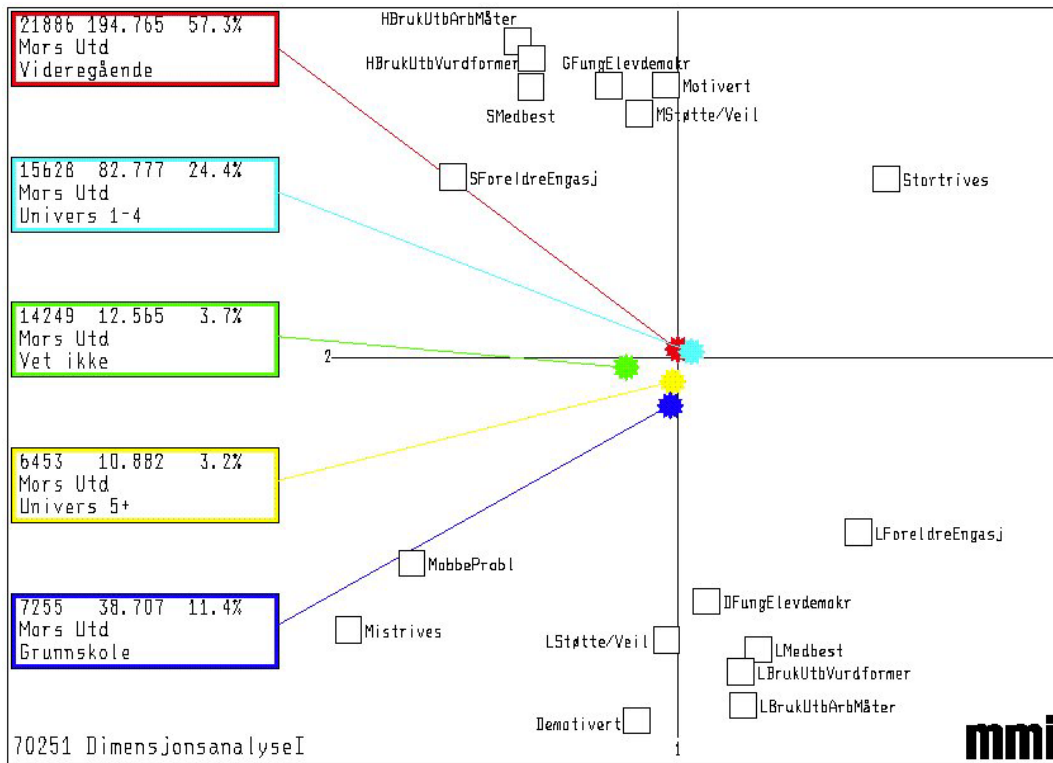 21886 194.765 57.3%
Mors Utd
Videregående
15628 82.777 24.4%
Mors Utd
Univers 1-4
14249 12.565 3.7%
Mors Utd
Vet ikke
6453 10.882 3.2%
Mors Utd
Univers 5+
7255 38.707 11.4%
Mors Utd
Grunnskole
HBrukUtbArbMåter
HBrukUtbVurdformer
GFungElevdemakr
SMedbest
Motivert
MStøtte/Veil
SForeldreEngasj
Stortrives
2
LForeldreEngasj
MobbeProbl
DFungElevdemakr
Mistrives
LStøtte/Veil
LMedbest
LBrukUtbVurdformer
LBrukUtbArbMåter
Demotivert
1
70251 DimensjonsanalyseI
mmi